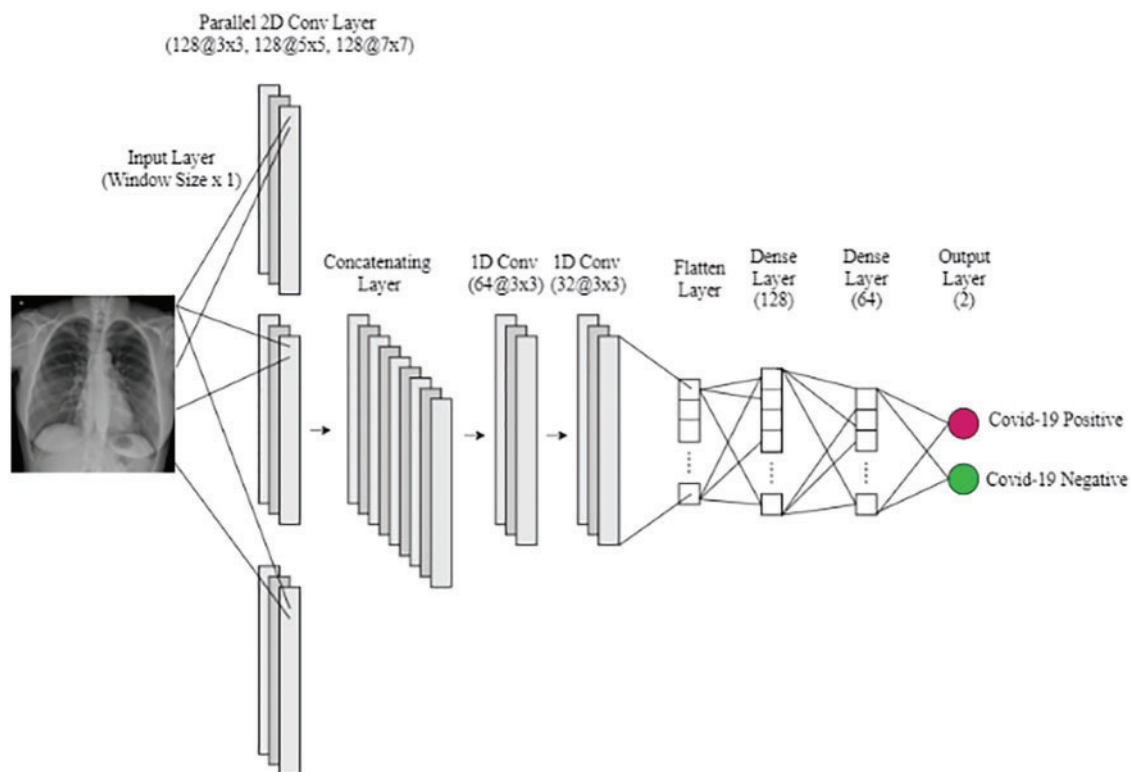 Parallel 2D Conv Layer
(128@3x3, 128@5x5, 128@7x7)
Input Layer
(Window Size x 1)
Concatenating
Layer
1D Conv
(64@3x3)
1D Conv
(32@3x3)
Flatten
Layer
Dense
Layer
(128)
Dense
Layer
(64)
Output
Layer
(2)
Covid-19 Positive
Covid-19 Negative